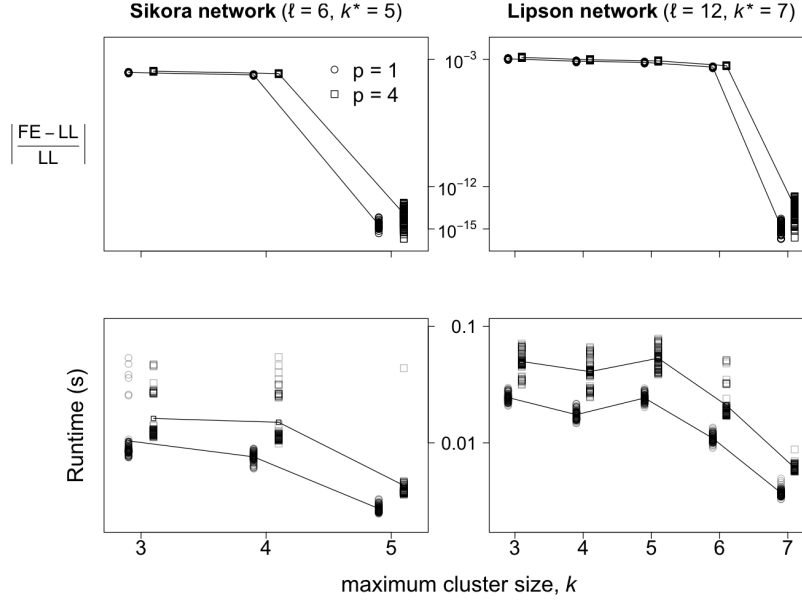 Sikora network (ℓ = 6, k* = 5)
Lipson network (ℓ = 12, k* = 7)
p = 1
p = 4
|FE − LL
LL|
10⁻³
10⁻¹²
10⁻¹⁵
Runtime (s)
0.1
0.01
3 4 5
3 4 5 6 7
maximum cluster size, k